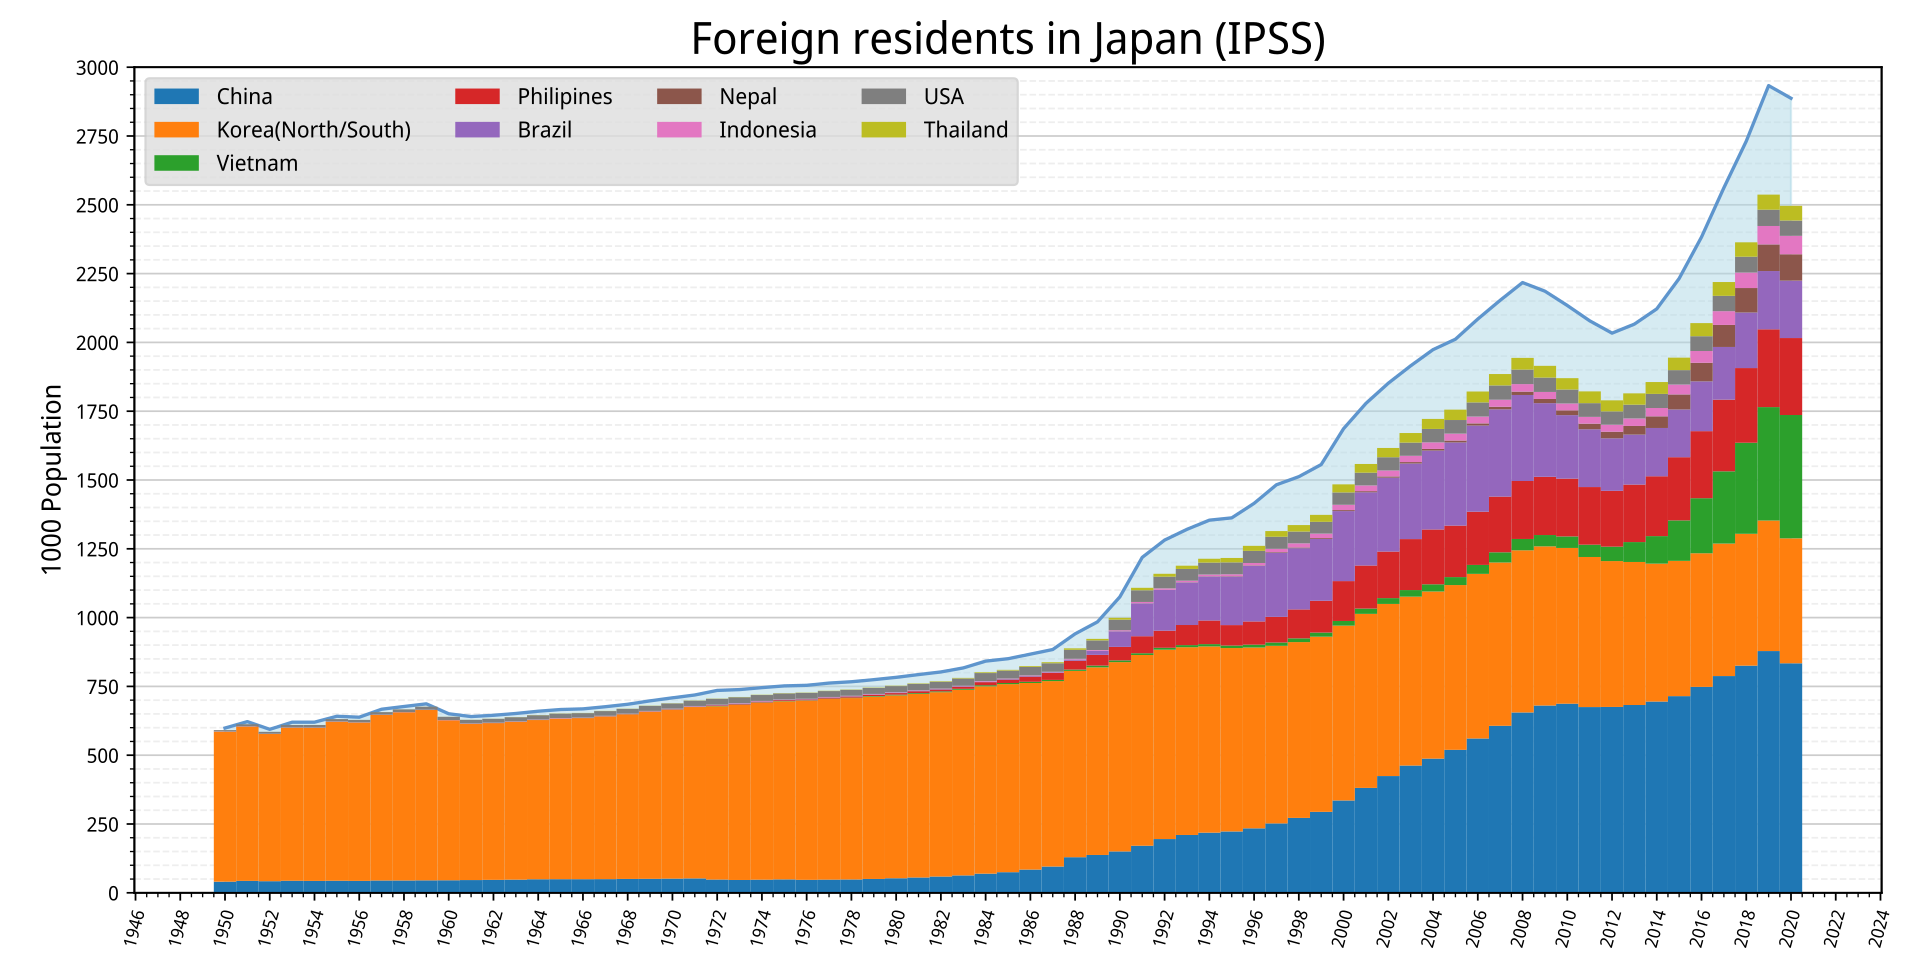 Foreign residents in Japan (IPSS)
3000
2750
2500
2250
2000
1750
1500
1250
1000
750
500
250
0
1000 Population
China
Korea(North/South)
Vietnam
Philipines
Brazil
Nepal
Indonesia
USA
Thailand
1946 1948 1950 1952 1954 1956 1958 1960 1962 1964 1966 1968 1970 1972 1974 1976 1978 1980 1982 1984 1986 1988 1990 1992 1994 1996 1998 2000 2002 2004 2006 2008 2010 2012 2014 2016 2018 2020 2022 2024